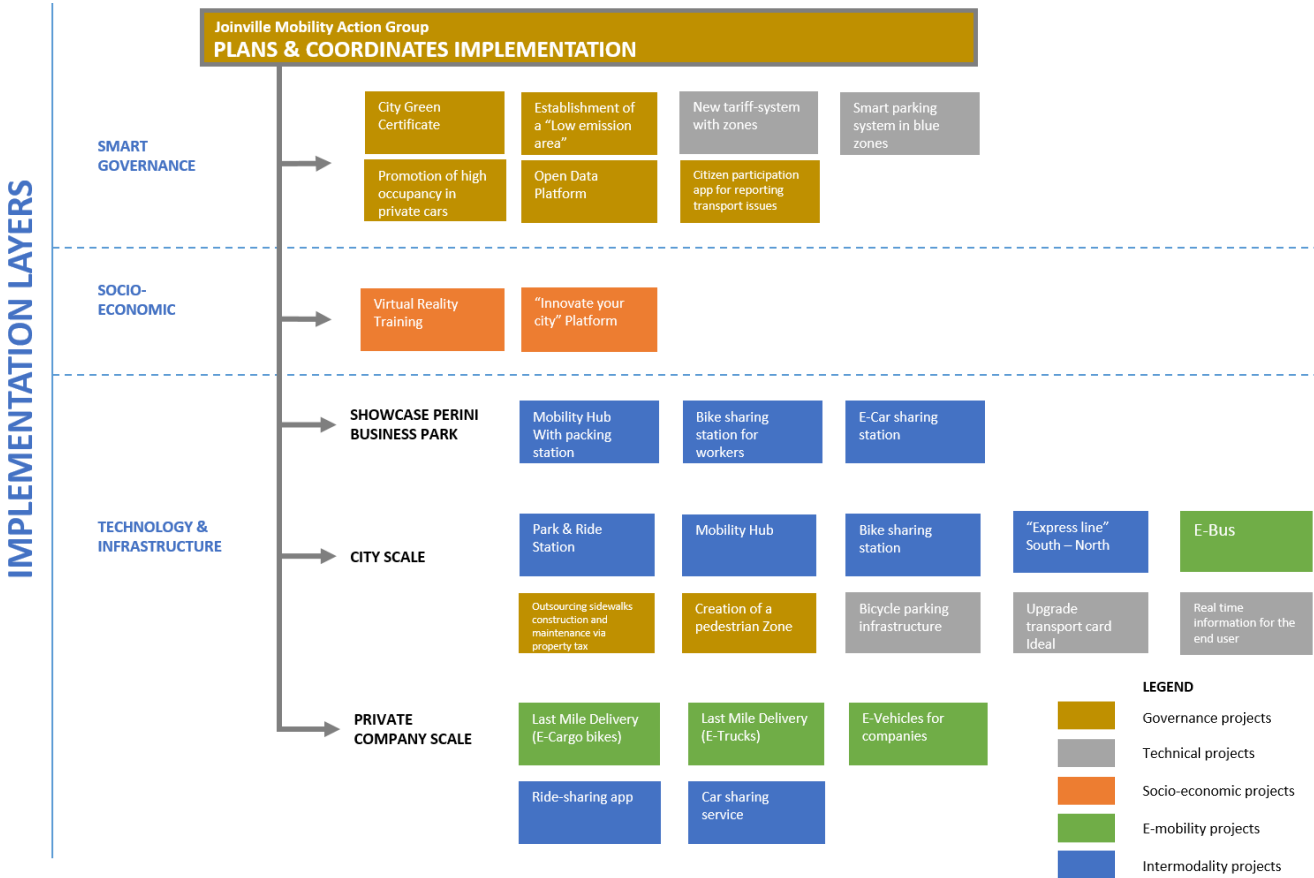 Joinville Mobility Action Group
PLANS & COORDINATES IMPLEMENTATION
IMPLEMENTATION LAYERS
SMART
GOVERNANCE
City Green
Certificate
Establishment of
a “Low emission
area”
New tariff-system
with zones
Smart parking
system in blue
zones
Promotion of high
occupancy in
private cars
Open Data
Platform
Citizen participation
app for reporting
transport issues
SOCIO-
ECONOMIC
Virtual Reality
Training
“Innovate your
city” Platform
TECHNOLOGY &
INFRASTRUCTURE
SHOWCASE PERINI
BUSINESS PARK
Mobility Hub
With packing
station
Bike sharing
station for
workers
E-Car sharing
station
CITY SCALE
Park & Ride
Station
Mobility Hub
Bike sharing
station
“Express line”
South – North
E-Bus
Outsourcing sidewalks
construction and
maintenance via
property tax
Creation of a
pedestrian Zone
Bicycle parking
infrastructure
Upgrade
transport card
Ideal
Real time
information for the
end user
PRIVATE
COMPANY SCALE
Last Mile Delivery
(E-Cargo bikes)
Last Mile Delivery
(E-Trucks)
E-Vehicles for
companies
Ride-sharing app
Car sharing
service
LEGEND
Governance projects
Technical projects
Socio-economic projects
E-mobility projects
Intermodality projects